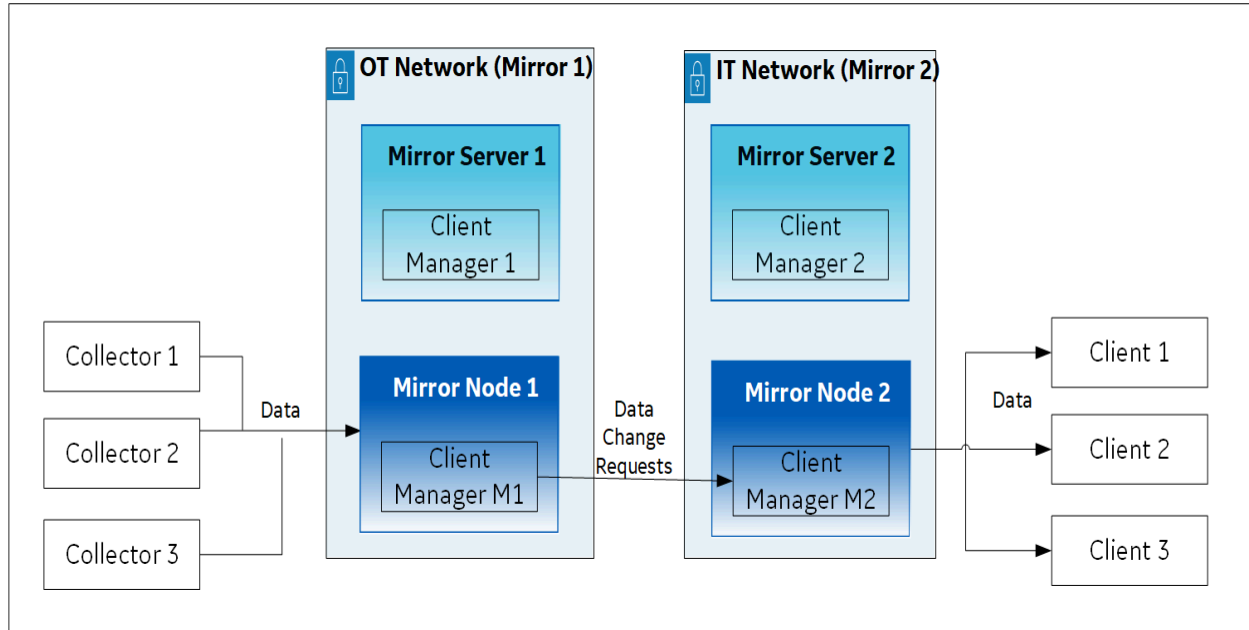 OT Network (Mirror 1)
IT Network (Mirror 2)
Mirror Server 1
Client
Manager 1
Mirror Server 2
Client
Manager 2
Collector 1
Collector 2
Collector 3
Data
Mirror Node 1
Client
Manager M1
Data
Change
Requests
Mirror Node 2
Client
Manager M2
Data
Client 1
Client 2
Client 3